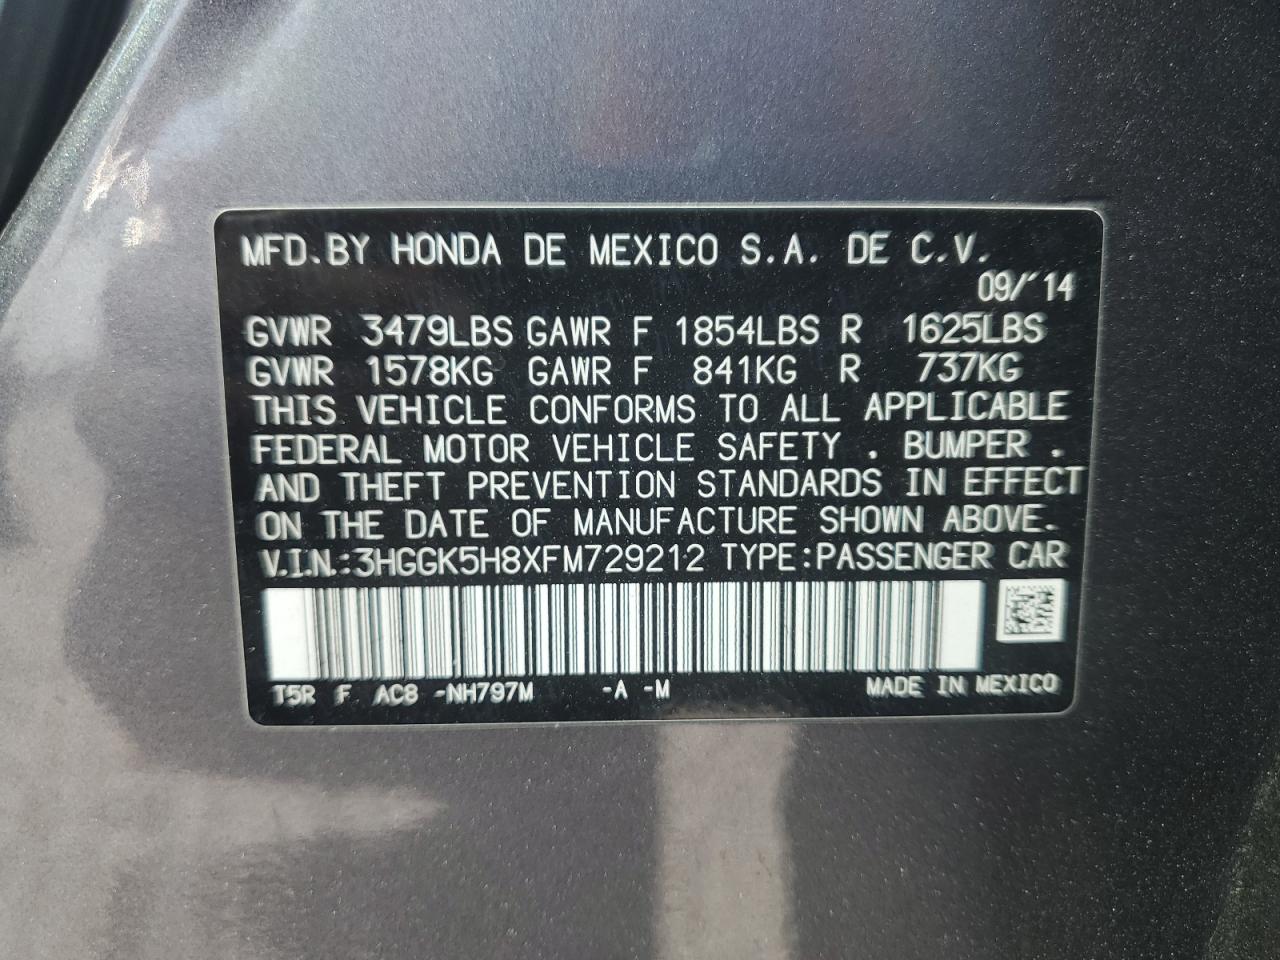 MFD.BY HONDA DE MEXICO S.A. DE C.V.
09/'14
GVWR 3479LBS GAWR F 1854LBS R 1625LBS
GVWR 1578KG GAWR F 841KG R 737KG
THIS VEHICLE CONFORMS TO ALL APPLICABLE
FEDERAL MOTOR VEHICLE SAFETY . BUMPER .
AND THEFT PREVENTION STANDARDS IN EFFECT
ON THE DATE OF MANUFACTURE SHOWN ABOVE.
V.I.N.:3HGGK5H8XFM729212 TYPE:PASSENGER CAR
T5R F AC8 -NH797M -A -M MADE IN MEXICO